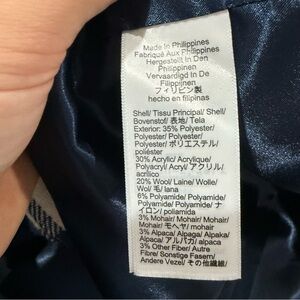 Made In Philippines
Fabriqué Aux Philippines
Hergestellt In Den
Philippinen
Vervaardigd In De
Filippijnen
フィリピン製
hecho en filipinas
Shell/ Tissu Principal/ Shell/
Bovenstof/ 表地/ Tela
Exterior: 35% Polyester/
Polyester/ Polyester/
Polyester/ ポリエステル/
poliéster
30% Acrylic/ Acrylique/
Polyacryl/ Acryl/ アクリル/
acrílico
20% Wool/ Laine/ Wolle/
Wol/ 毛/ lana
6% Polyamide/ Polyamide/
Polyamide/ Polyamide/ ナ
イロン/ poliamida
3% Mohair/ Mohair/ Mohair/
Mohair/ モヘヤ/ mohair
3% Alpaca/ Alpaga/ Alpaka/
Alpaca/ アルパカ/ alpaca
3% Other Fiber/ Autre
Fibre/ Sonstige Fasern/
Andere Vezel/ その他繊維/